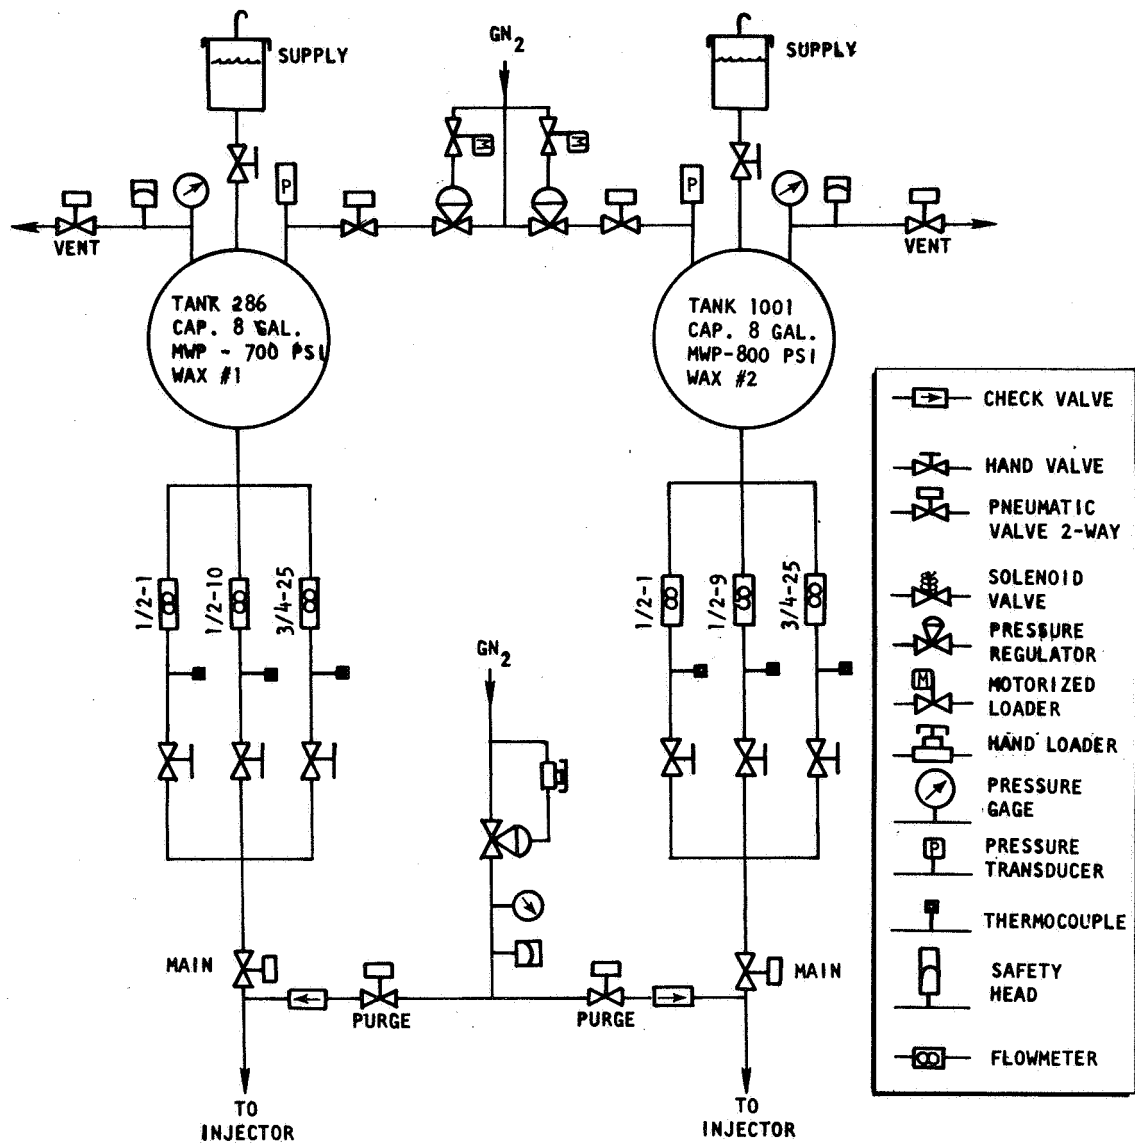 GN2
SUPPLY
SUPPLY
P
M
M
P
VENT
VENT
TANK 286
CAP. 8 GAL.
MWP - 700 PSI
WAX #1
TANK 1001
CAP. 8 GAL.
MWP-800 PSI
WAX #2
1/2-1
1/2-10
3/4-25
1/2-1
1/2-9
3/4-25
GN2
MAIN
MAIN
PURGE
PURGE
TO
INJECTOR
TO
INJECTOR
CHECK VALVE
HAND VALVE
PNEUMATIC
VALVE 2-WAY
SOLENOID
VALVE
PRESSURE
REGULATOR
M
MOTORIZED
LOADER
HAND LOADER
PRESSURE
GAGE
P
PRESSURE
TRANSDUCER
THERMOCOUPLE
SAFETY
HEAD
FLOWMETER